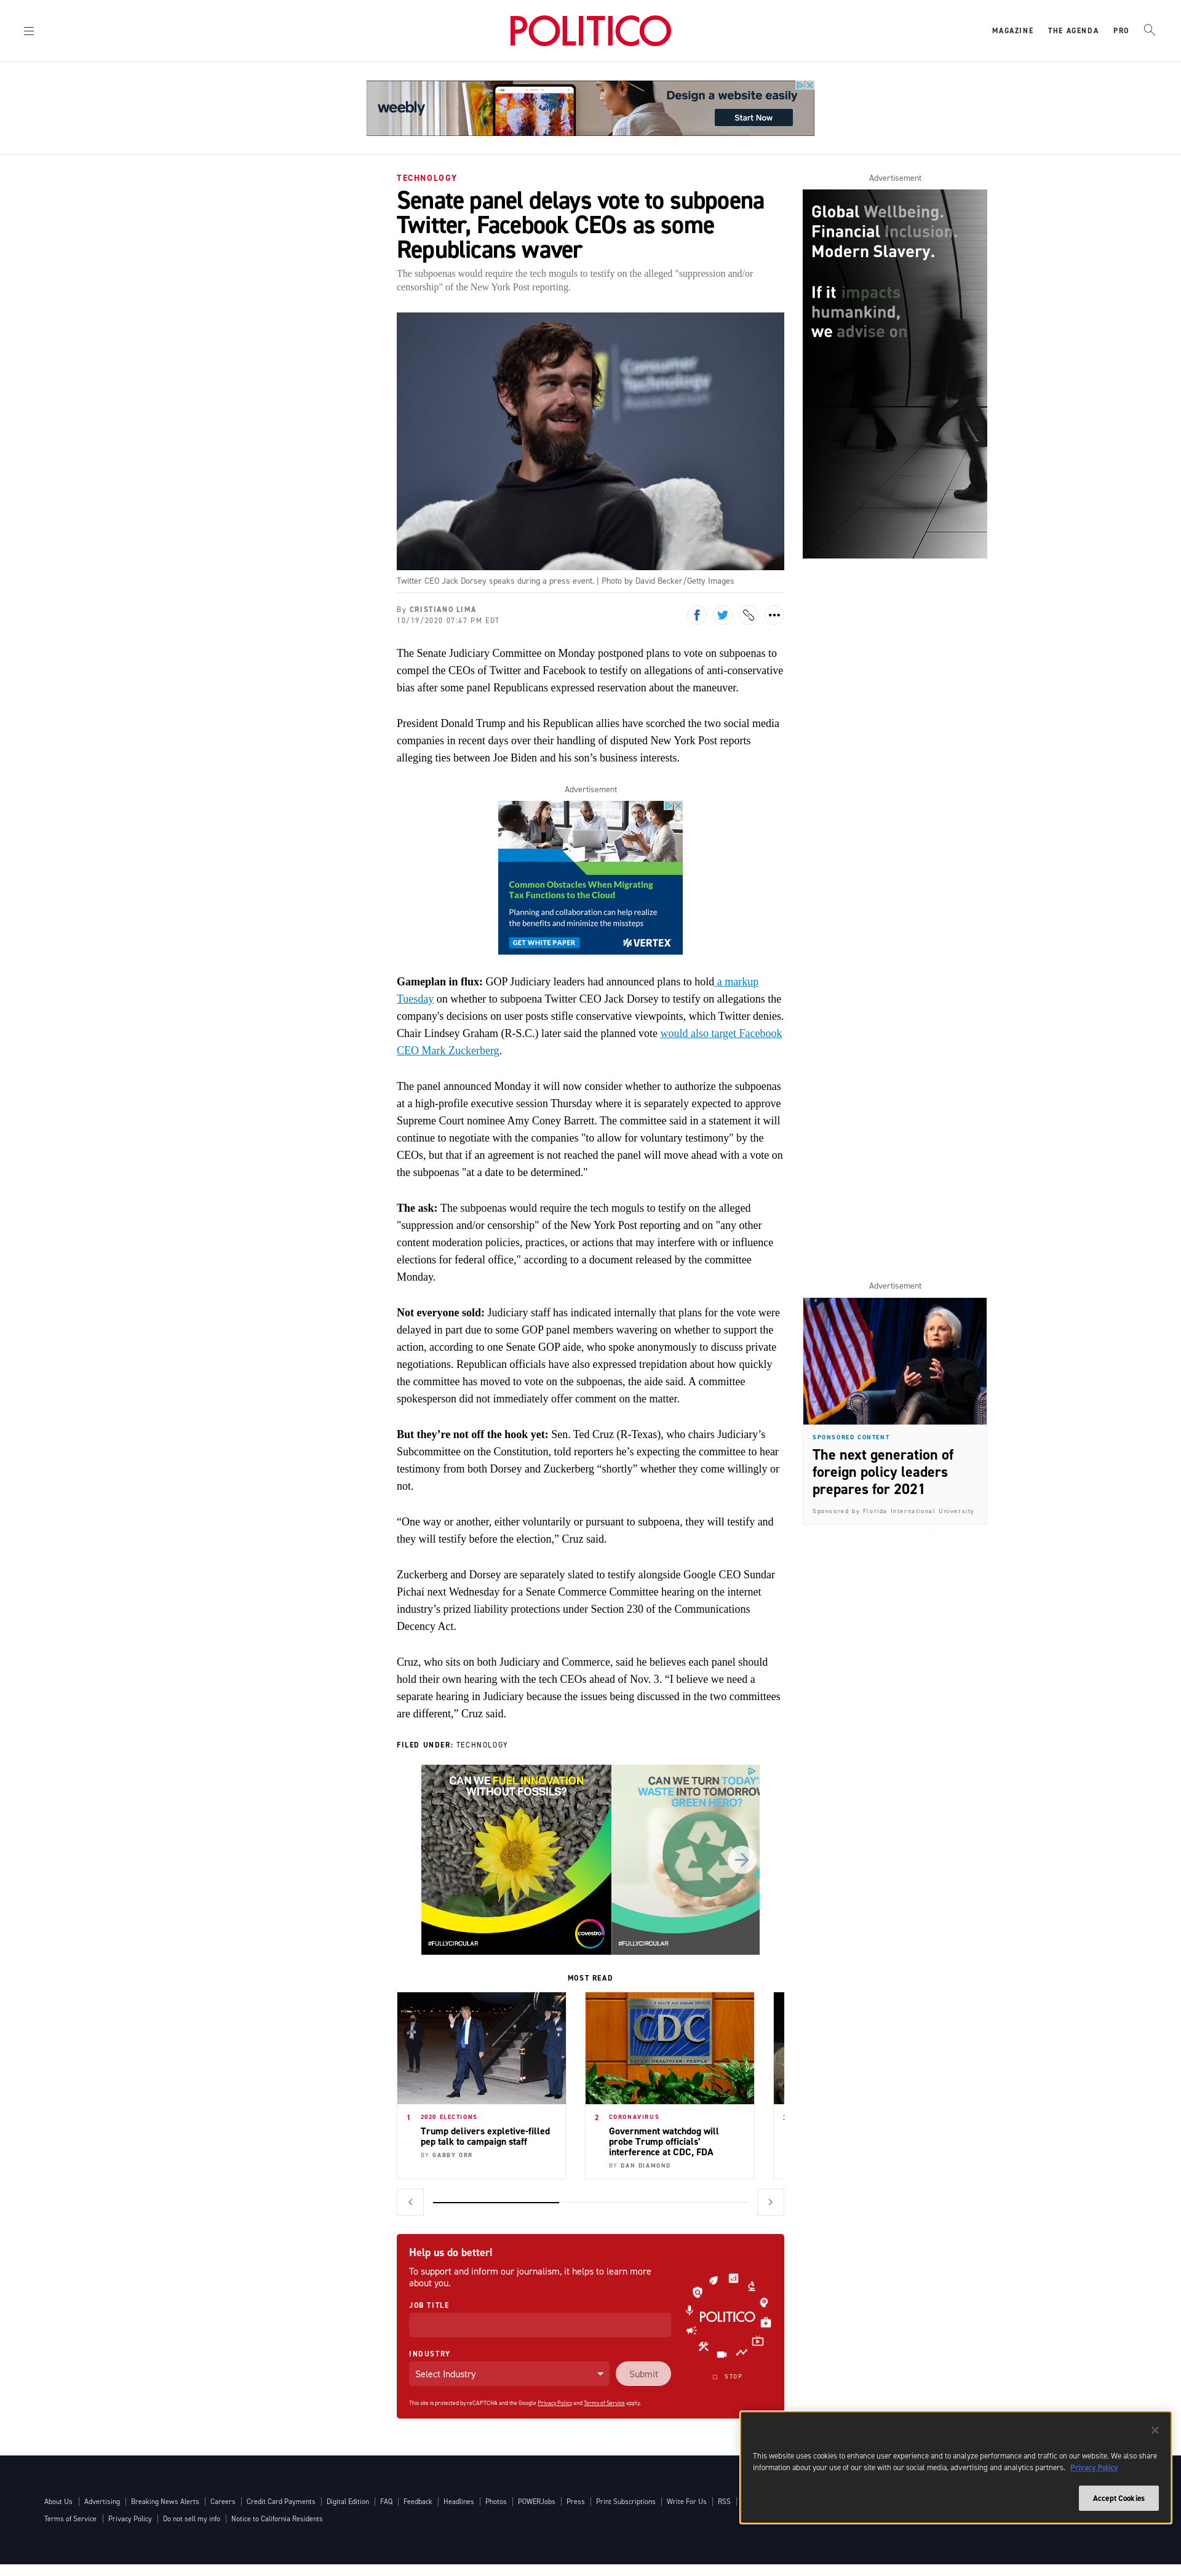 POLITICO
MAGAZINE THE AGENDA PRO
weebly
Design a website easily
Start Now
TECHNOLOGY
Senate panel delays vote to subpoena
Twitter, Facebook CEOs as some
Republicans waver
The subpoenas would require the tech moguls to testify on the alleged "suppression and/or
censorship" of the New York Post reporting.
Advertisement
Global Wellbeing.
Financial Inclusion.
Modern Slavery.
If it impacts
humankind,
we advise on
Consumer
Technology
Association
Twitter CEO Jack Dorsey speaks during a press event. | Photo by David Becker/Getty Images
By CRISTIANO LIMA
10/19/2020 07:47 PM EDT
The Senate Judiciary Committee on Monday postponed plans to vote on subpoenas to
compel the CEOs of Twitter and Facebook to testify on allegations of anti-conservative
bias after some panel Republicans expressed reservation about the maneuver.
President Donald Trump and his Republican allies have scorched the two social media
companies in recent days over their handling of disputed New York Post reports
alleging ties between Joe Biden and his son’s business interests.
Advertisement
Common Obstacles When Migrating
Tax Functions to the Cloud
Planning and collaboration can help realize
the benefits and minimize the missteps
GET WHITE PAPER
VERTEX
Gameplan in flux: GOP Judiciary leaders had announced plans to hold a markup
Tuesday on whether to subpoena Twitter CEO Jack Dorsey to testify on allegations the
company's decisions on user posts stifle conservative viewpoints, which Twitter denies.
Chair Lindsey Graham (R-S.C.) later said the planned vote would also target Facebook
CEO Mark Zuckerberg.
The panel announced Monday it will now consider whether to authorize the subpoenas
at a high-profile executive session Thursday where it is separately expected to approve
Supreme Court nominee Amy Coney Barrett. The committee said in a statement it will
continue to negotiate with the companies "to allow for voluntary testimony" by the
CEOs, but that if an agreement is not reached the panel will move ahead with a vote on
the subpoenas "at a date to be determined."
The ask: The subpoenas would require the tech moguls to testify on the alleged
"suppression and/or censorship" of the New York Post reporting and on "any other
content moderation policies, practices, or actions that may interfere with or influence
elections for federal office," according to a document released by the committee
Monday.
Not everyone sold: Judiciary staff has indicated internally that plans for the vote were
delayed in part due to some GOP panel members wavering on whether to support the
action, according to one Senate GOP aide, who spoke anonymously to discuss private
negotiations. Republican officials have also expressed trepidation about how quickly
the committee has moved to vote on the subpoenas, the aide said. A committee
spokesperson did not immediately offer comment on the matter.
Advertisement
SPONSORED CONTENT
The next generation of
foreign policy leaders
prepares for 2021
Sponsored by Florida International University
But they’re not off the hook yet: Sen. Ted Cruz (R-Texas), who chairs Judiciary’s
Subcommittee on the Constitution, told reporters he’s expecting the committee to hear
testimony from both Dorsey and Zuckerberg “shortly” whether they come willingly or
not.
“One way or another, either voluntarily or pursuant to subpoena, they will testify and
they will testify before the election,” Cruz said.
Zuckerberg and Dorsey are separately slated to testify alongside Google CEO Sundar
Pichai next Wednesday for a Senate Commerce Committee hearing on the internet
industry’s prized liability protections under Section 230 of the Communications
Decency Act.
Cruz, who sits on both Judiciary and Commerce, said he believes each panel should
hold their own hearing with the tech CEOs ahead of Nov. 3. “I believe we need a
separate hearing in Judiciary because the issues being discussed in the two committees
are different,” Cruz said.
FILED UNDER: TECHNOLOGY
CAN WE FUEL INNOVATION
WITHOUT FOSSILS?
covestro
#FULLYCIRCULAR
CAN WE TURN TODAY'
WASTE INTO TOMORROW
GREEN HERO?
#FULLYCIRCULAR
MOST READ
CDC
1 2020 ELECTIONS
Trump delivers expletive-filled
pep talk to campaign staff
BY GABBY ORR
2 CORONAVIRUS
Government watchdog will
probe Trump officials’
interference at CDC, FDA
BY DAN DIAMOND
Help us do better!
To support and inform our journalism, it helps to learn more
about you.
JOB TITLE
INDUSTRY
Select Industry
Submit
This site is protected by reCAPTCHA and the Google Privacy Policy and Terms of Service apply.
POLITICO
STOP
This website uses cookies to enhance user experience and to analyze performance and traffic on our website. We also share
information about your use of our site with our social media, advertising and analytics partners. Privacy Policy
Accept Cookies
About Us Advertising Breaking News Alerts Careers Credit Card Payments Digital Edition FAQ Feedback Headlines Photos POWERJobs Press Print Subscriptions Write For Us RSS
Terms of Service Privacy Policy Do not sell my info Notice to California Residents